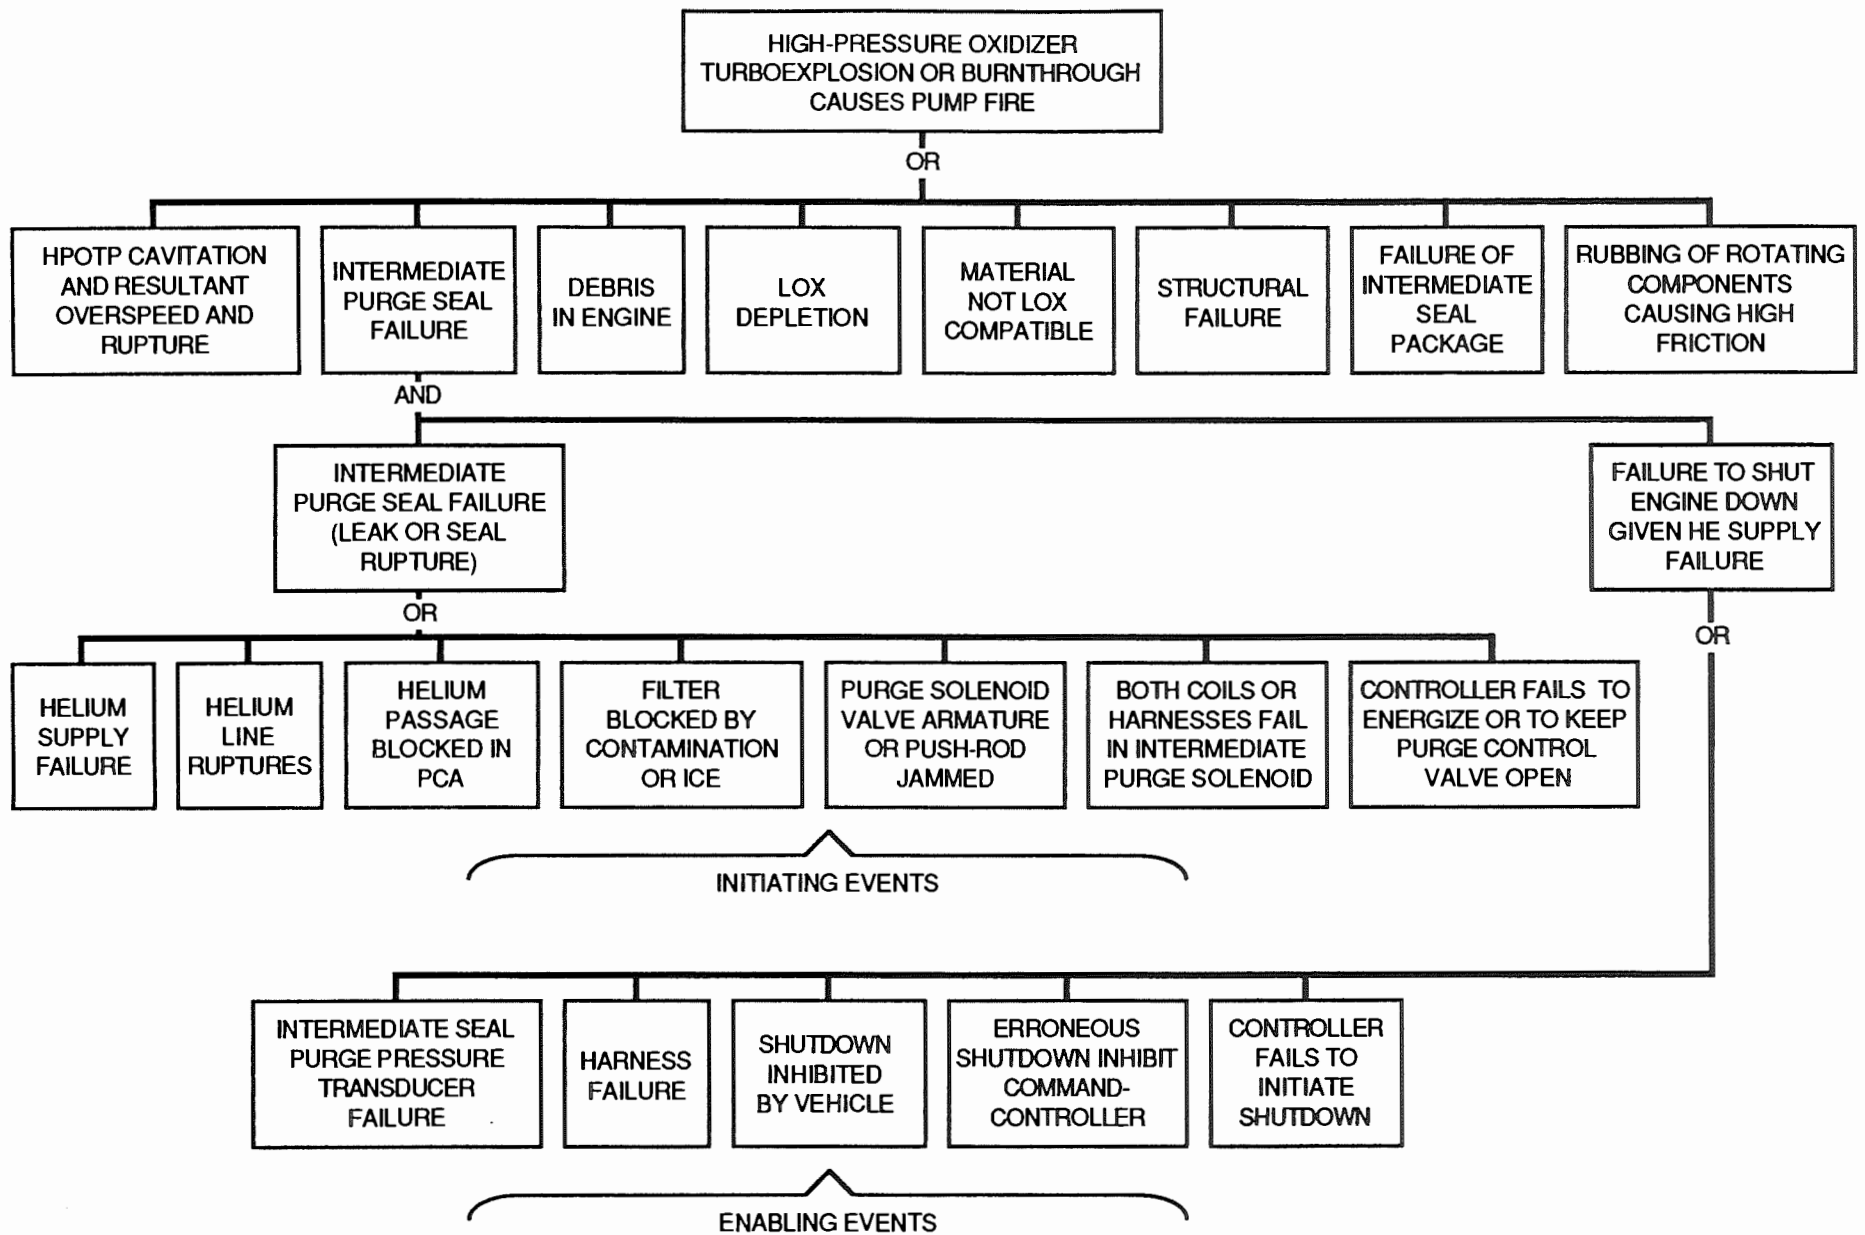 HIGH-PRESSURE OXIDIZER
TURBOEXPLOSION OR BURNTHROUGH
CAUSES PUMP FIRE
OR
HPOTP CAVITATION
AND RESULTANT
OVERSPEED AND
RUPTURE
INTERMEDIATE
PURGE SEAL
FAILURE
DEBRIS
IN ENGINE
LOX
DEPLETION
MATERIAL
NOT LOX
COMPATIBLE
STRUCTURAL
FAILURE
FAILURE OF
INTERMEDIATE
SEAL
PACKAGE
RUBBING OF ROTATING
COMPONENTS
CAUSING HIGH
FRICTION
AND
INTERMEDIATE
PURGE SEAL FAILURE
(LEAK OR SEAL
RUPTURE)
FAILURE TO SHUT
ENGINE DOWN
GIVEN HE SUPPLY
FAILURE
OR
OR
HELIUM
SUPPLY
FAILURE
HELIUM
LINE
RUPTURES
HELIUM
PASSAGE
BLOCKED IN
PCA
FILTER
BLOCKED BY
CONTAMINATION
OR ICE
PURGE SOLENOID
VALVE ARMATURE
OR PUSH-ROD
JAMMED
BOTH COILS OR
HARNESSES FAIL
IN INTERMEDIATE
PURGE SOLENOID
CONTROLLER FAILS TO
ENERGIZE OR TO KEEP
PURGE CONTROL
VALVE OPEN
INITIATING EVENTS
INTERMEDIATE SEAL
PURGE PRESSURE
TRANSDUCER
FAILURE
HARNESS
FAILURE
SHUTDOWN
INHIBITED
BY VEHICLE
ERRONEOUS
SHUTDOWN INHIBIT
COMMAND-
CONTROLLER
CONTROLLER
FAILS TO
INITIATE
SHUTDOWN
ENABLING EVENTS